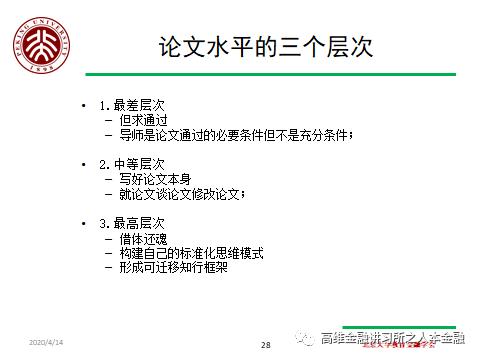 PEKING UNIVERSITY
1898
论文水平的三个层次
• 1.最差层次
– 但求通过
– 导师是论文通过的必要条件但不是充分条件；
• 2.中等层次
– 写好论文本身
– 就论文谈论文修改论文；
• 3.最高层次
– 借体还魂
– 构建自己的标准化思维模式
– 形成可迁移知行框架
2020/4/14
28
高维金融讲习所之人本金融